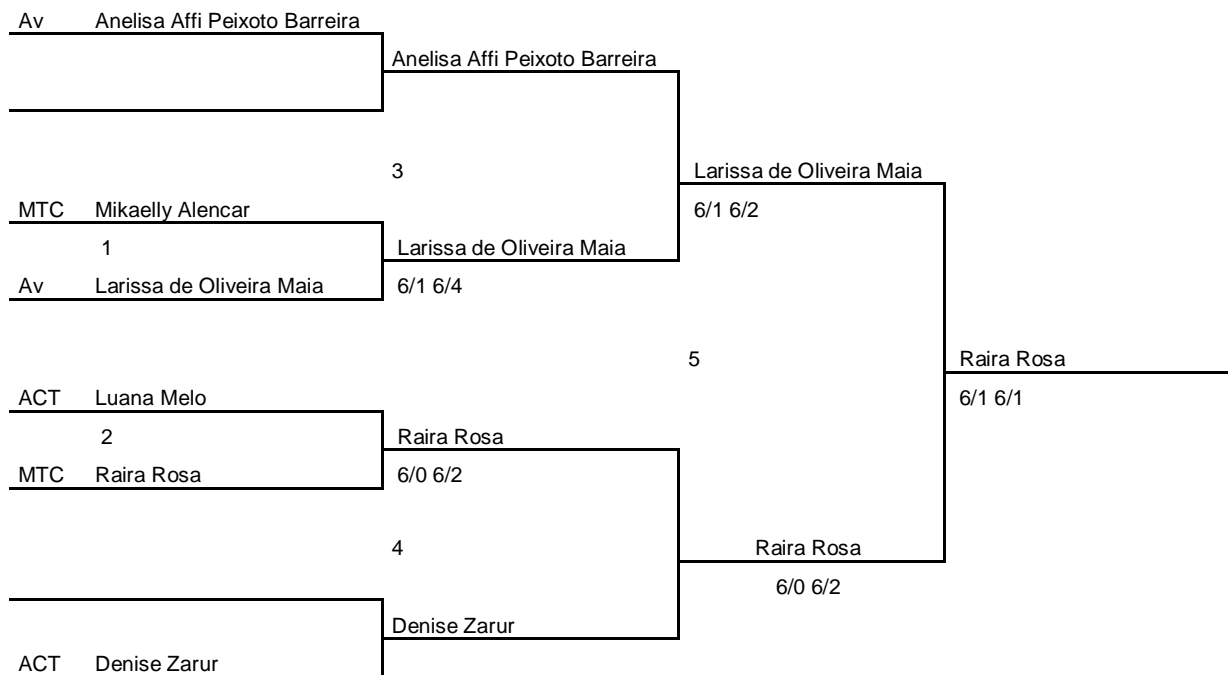 Av Anelisa Affi Peixoto Barreira
Anelisa Affi Peixoto Barreira
3 Larissa de Oliveira Maia
MTC Mikaelly Alencar 6/1 6/2
1 Larissa de Oliveira Maia
Av Larissa de Oliveira Maia 6/1 6/4
5 Raira Rosa
ACT Luana Melo 6/1 6/1
2 Raira Rosa
MTC Raira Rosa 6/0 6/2
4 Raira Rosa
6/0 6/2
Denise Zarur
ACT Denise Zarur